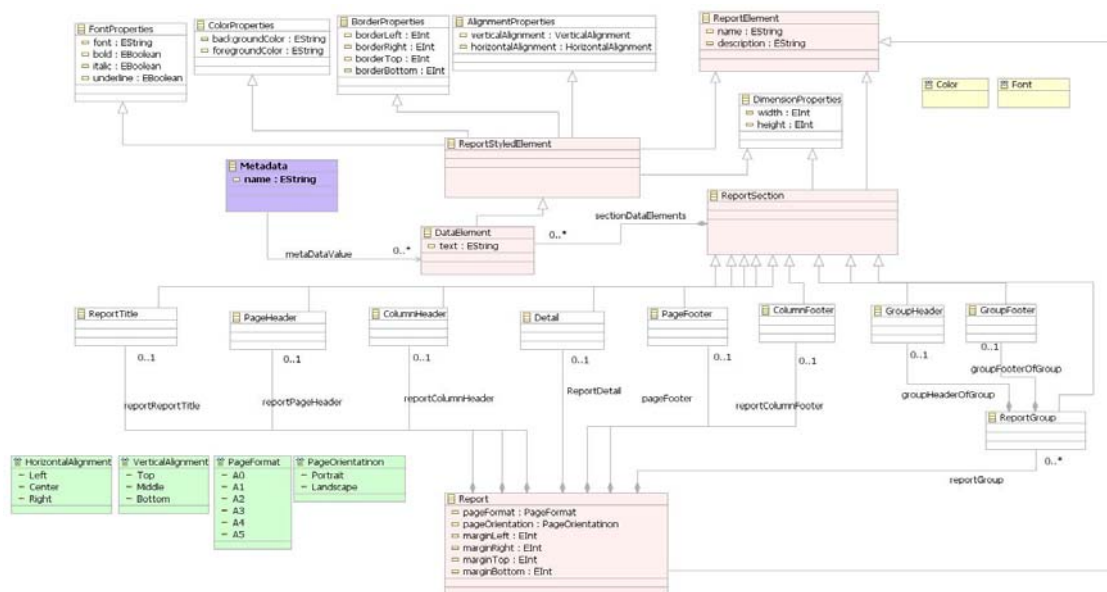 FontProperties
font : EString
bold : EBoolean
italic : EBoolean
underline : EBoolean
ColorProperties
backgroundColor : EString
foregroundColor : EString
BorderProperties
borderLeft : EInt
borderRight : EInt
borderTop : EInt
borderBottom : EInt
AlignmentProperties
verticalAlignment : VerticalAlignment
horizontalAlignment : HorizontalAlignment
ReportElement
name : EString
description : EString
Color
Font
DimensionProperties
width : EInt
height : EInt
ReportStyledElement
Metadata
name : EString
ReportSection
sectionDataElements
DataElement
text : EString
0..*
0..*
metaDataValue
ReportTitle
PageHeader
ColumnHeader
Detail
PageFooter
ColumnFooter
GroupHeader
GroupFooter
0..1
0..1
0..1
0..1
0..1
0..1
0..1
0..1
groupFooterOfGroup
reportReportTitle
reportPageHeader
reportColumnHeader
ReportDetail
pageFooter
reportColumnFooter
groupHeaderOfGroup
ReportGroup
0..*
reportGroup
HorizontalAlignment
Left
Center
Right
VerticalAlignment
Top
Middle
Bottom
PageFormat
A0
A1
A2
A3
A4
A5
PageOrientatinon
Portrait
Landscape
Report
pageFormat : PageFormat
pageOrientation : PageOrientatinon
marginLeft : EInt
marginRight : EInt
marginTop : EInt
marginBottom : EInt